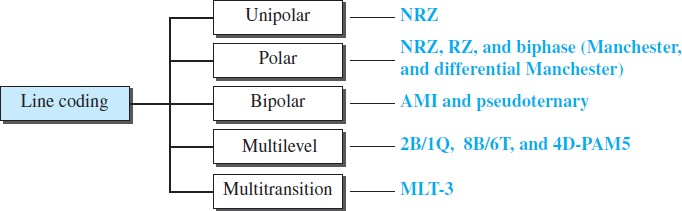 Unipolar NRZ
Polar NRZ, RZ, and biphase (Manchester,
and differential Manchester)
Line coding
Bipolar AMI and pseudoternary
Multilevel 2B/1Q, 8B/6T, and 4D-PAM5
Multitransition MLT-3